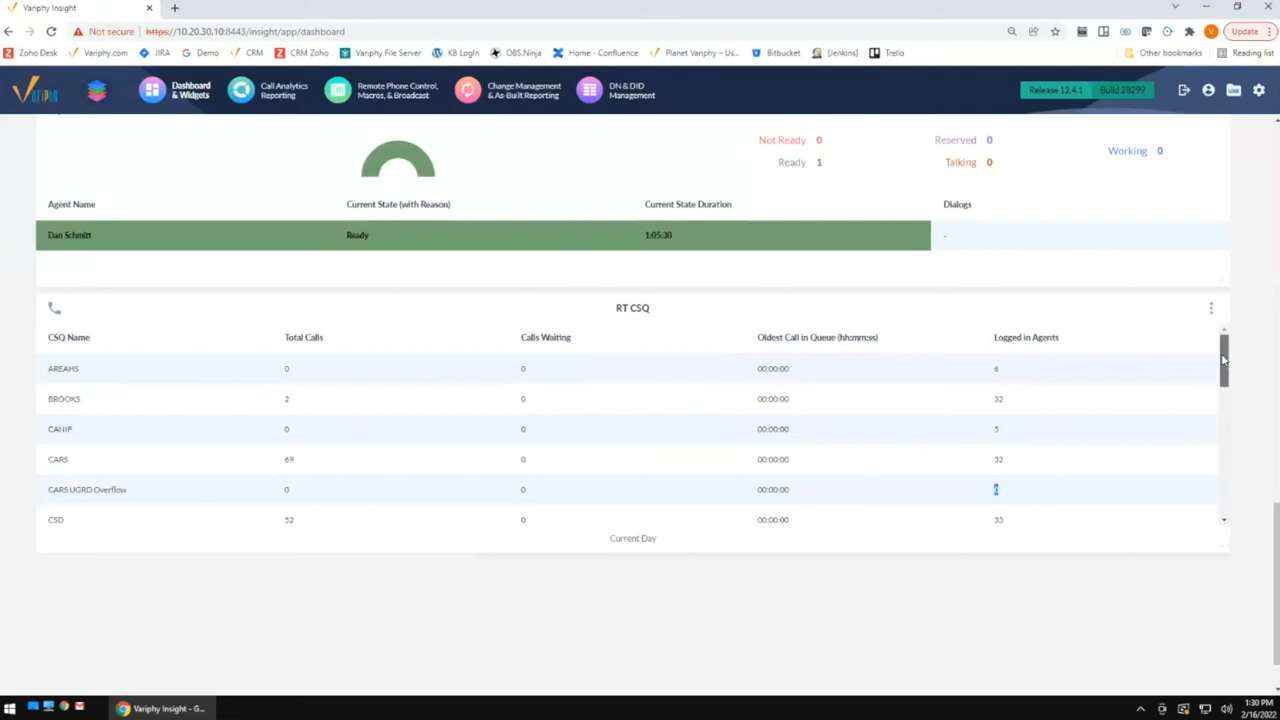 Variphy Insight
Not secure https://10.20.30.10:8443/insight/app/dashboard
Update
Zoho Desk Variphy.com JIRA Demo CRM CRM Zoho Variphy File Server KB Login OBS.Ninja Home - Confluence Planet Variphy – Us... Bitbucket [Jenkins] Trello Other bookmarks Reading list
Variphy
Dashboard & Widgets
Call Analytics Reporting
Remote Phone Control, Macros, & Broadcast
Change Management & As-Built Reporting
DN & DID Management
Release 12.4.1 Build 28299
Not Ready 0 Reserved 0
Working 0
Ready 1 Talking 0
Agent Name Current State (with Reason) Current State Duration Dialogs
Dan Schmitt Ready 1:05:30 -
RT CSQ
CSQ Name Total Calls Calls Waiting Oldest Call in Queue (hh:mm:ss) Logged in Agents
AREAHS 0 0 00:00:00 6
BROOKS 2 0 00:00:00 32
CANIP 0 0 00:00:00 5
CARS 69 0 00:00:00 32
CARS UGRD Overflow 0 0 00:00:00 0
CSD 52 0 00:00:00 33
Current Day
Variphy Insight - G...
1:30 PM
2/16/2022